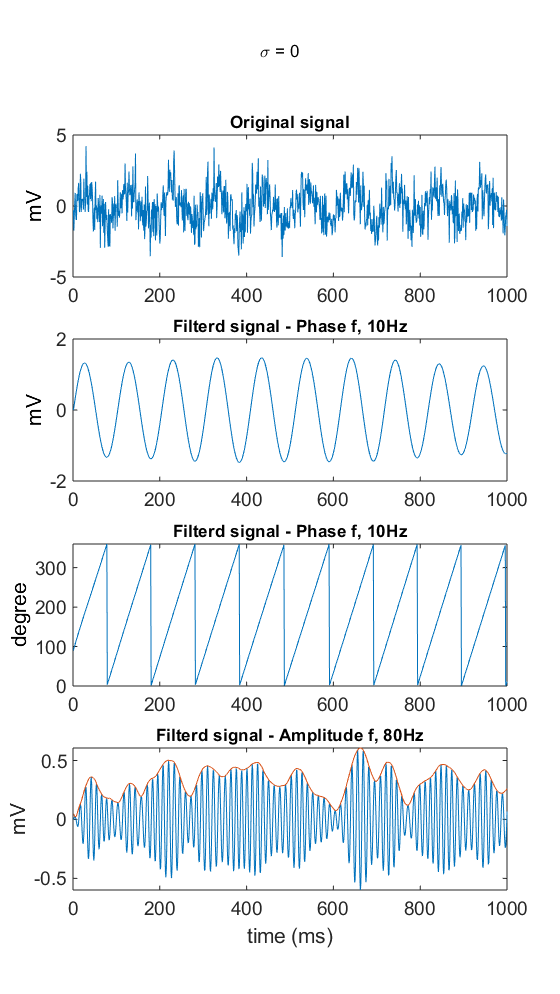 σ = 0
Original signal
5
0
-5
mV
0 200 400 600 800 1000
Filterd signal - Phase f, 10Hz
2
0
-2
mV
0 200 400 600 800 1000
Filterd signal - Phase f, 10Hz
300
200
100
0
degree
0 200 400 600 800 1000
Filterd signal - Amplitude f, 80Hz
0.5
0
-0.5
mV
0 200 400 600 800 1000
time (ms)